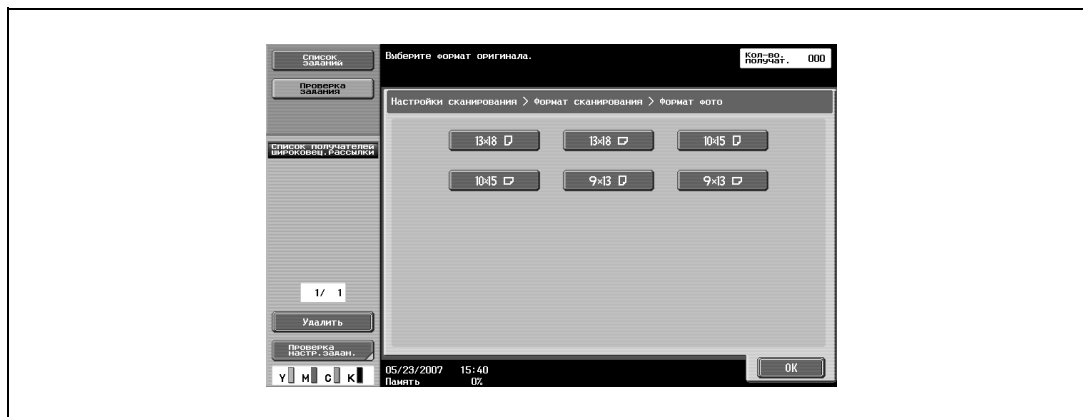 Список
заданий
Выберите формат оригинала.
Кол-во.
получат. 000
Проверка
задания
Настройки сканирования > Формат сканирования > Формат фото
Список получателей
широковещ.Рассылки
13×18
13×18
10×15
10×15
9×13
9×13
1/ 1
Удалить
Проверка
настр.задан.
Y M C K
05/23/2007 15:40
Память 0%
OK